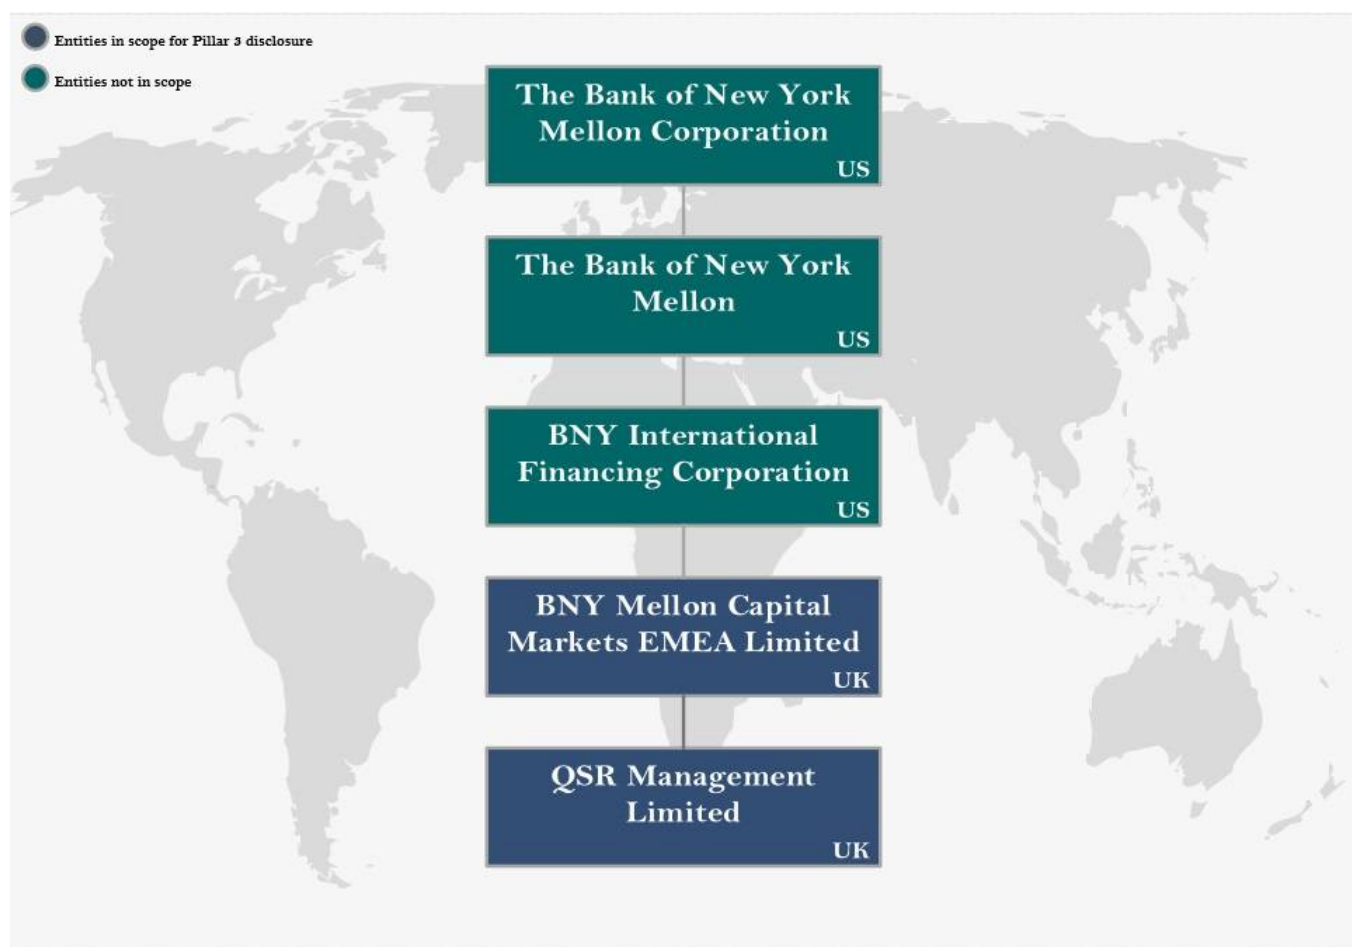 Entities in scope for Pillar 3 disclosure
Entities not in scope
The Bank of New York
Mellon Corporation
US
The Bank of New York
Mellon
US
BNY International
Financing Corporation
US
BNY Mellon Capital
Markets EMEA Limited
UK
QSR Management
Limited
UK